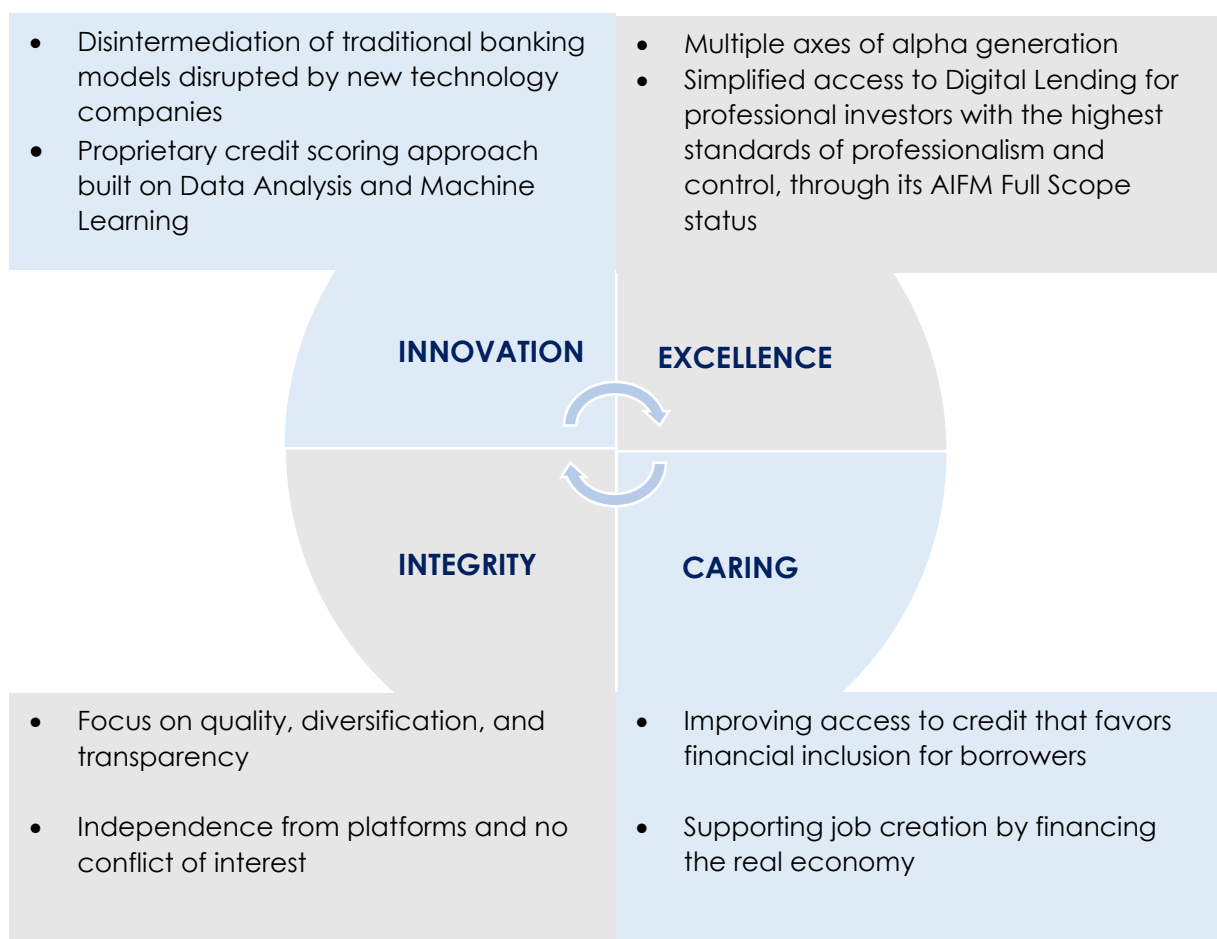 • Disintermediation of traditional banking
models disrupted by new technology
companies
• Proprietary credit scoring approach
built on Data Analysis and Machine
Learning
• Multiple axes of alpha generation
• Simplified access to Digital Lending for
professional investors with the highest
standards of professionalism and
control, through its AIFM Full Scope
status
INNOVATION
EXCELLENCE
INTEGRITY
CARING
• Focus on quality, diversification, and
transparency
• Independence from platforms and no
conflict of interest
• Improving access to credit that favors
financial inclusion for borrowers
• Supporting job creation by financing
the real economy